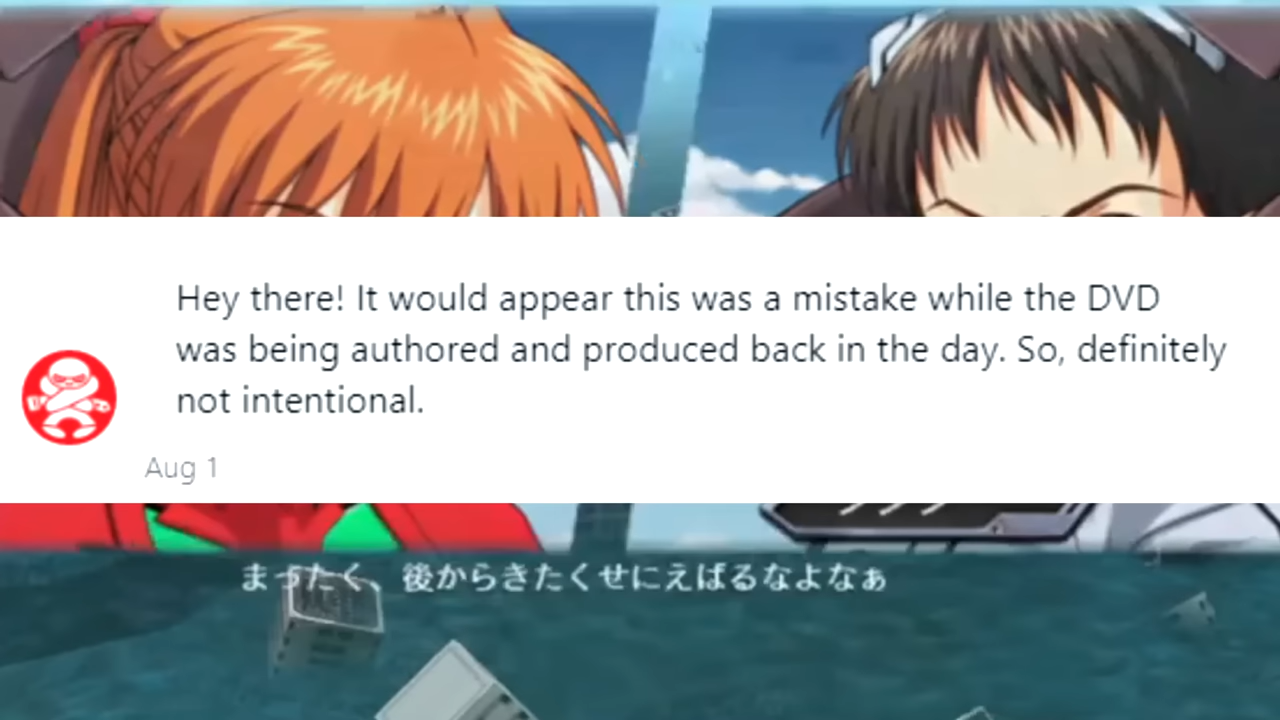 Hey there! It would appear this was a mistake while the DVD
was being authored and produced back in the day. So, definitely
not intentional.
Aug 1
まったく、後からきたくせにえばるなよなぁ